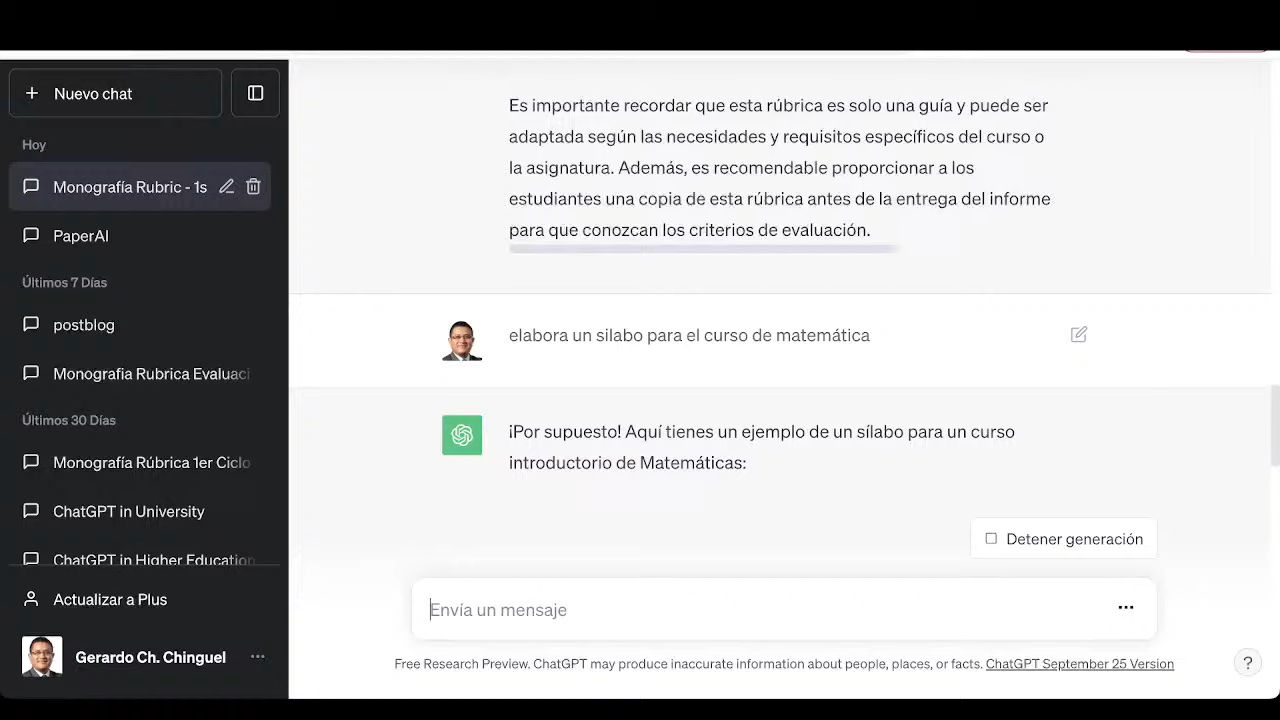 Nuevo chat
Hoy
Monografía Rubric - 1s
PaperAI
Últimos 7 Días
postblog
Monografia Rubrica Evaluaci
Últimos 30 Días
Monografía Rúbrica 1er Ciclo
ChatGPT in University
ChatGPT in Higher Education
Actualizar a Plus
Gerardo Ch. Chinguel
Es importante recordar que esta rúbrica es solo una guía y puede ser
adaptada según las necesidades y requisitos específicos del curso o
la asignatura. Además, es recomendable proporcionar a los
estudiantes una copia de esta rúbrica antes de la entrega del informe
para que conozcan los criterios de evaluación.
elabora un silabo para el curso de matemática
¡Por supuesto! Aquí tienes un ejemplo de un sílabo para un curso
introductorio de Matemáticas:
Detener generación
Envía un mensaje
Free Research Preview. ChatGPT may produce inaccurate information about people, places, or facts. ChatGPT September 25 Version
?